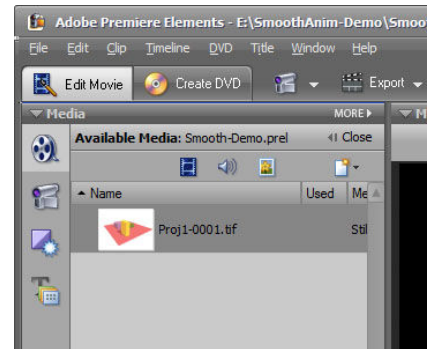 Adobe Premiere Elements - E:\SmoothAnim-Demo\Smoo
File Edit Clip Timeline DVD Title Window Help
Edit Movie Create DVD Export
Media MORE M
Available Media: Smooth-Demo.prel Close
Name Used Me
Proj1-0001.tif Stil